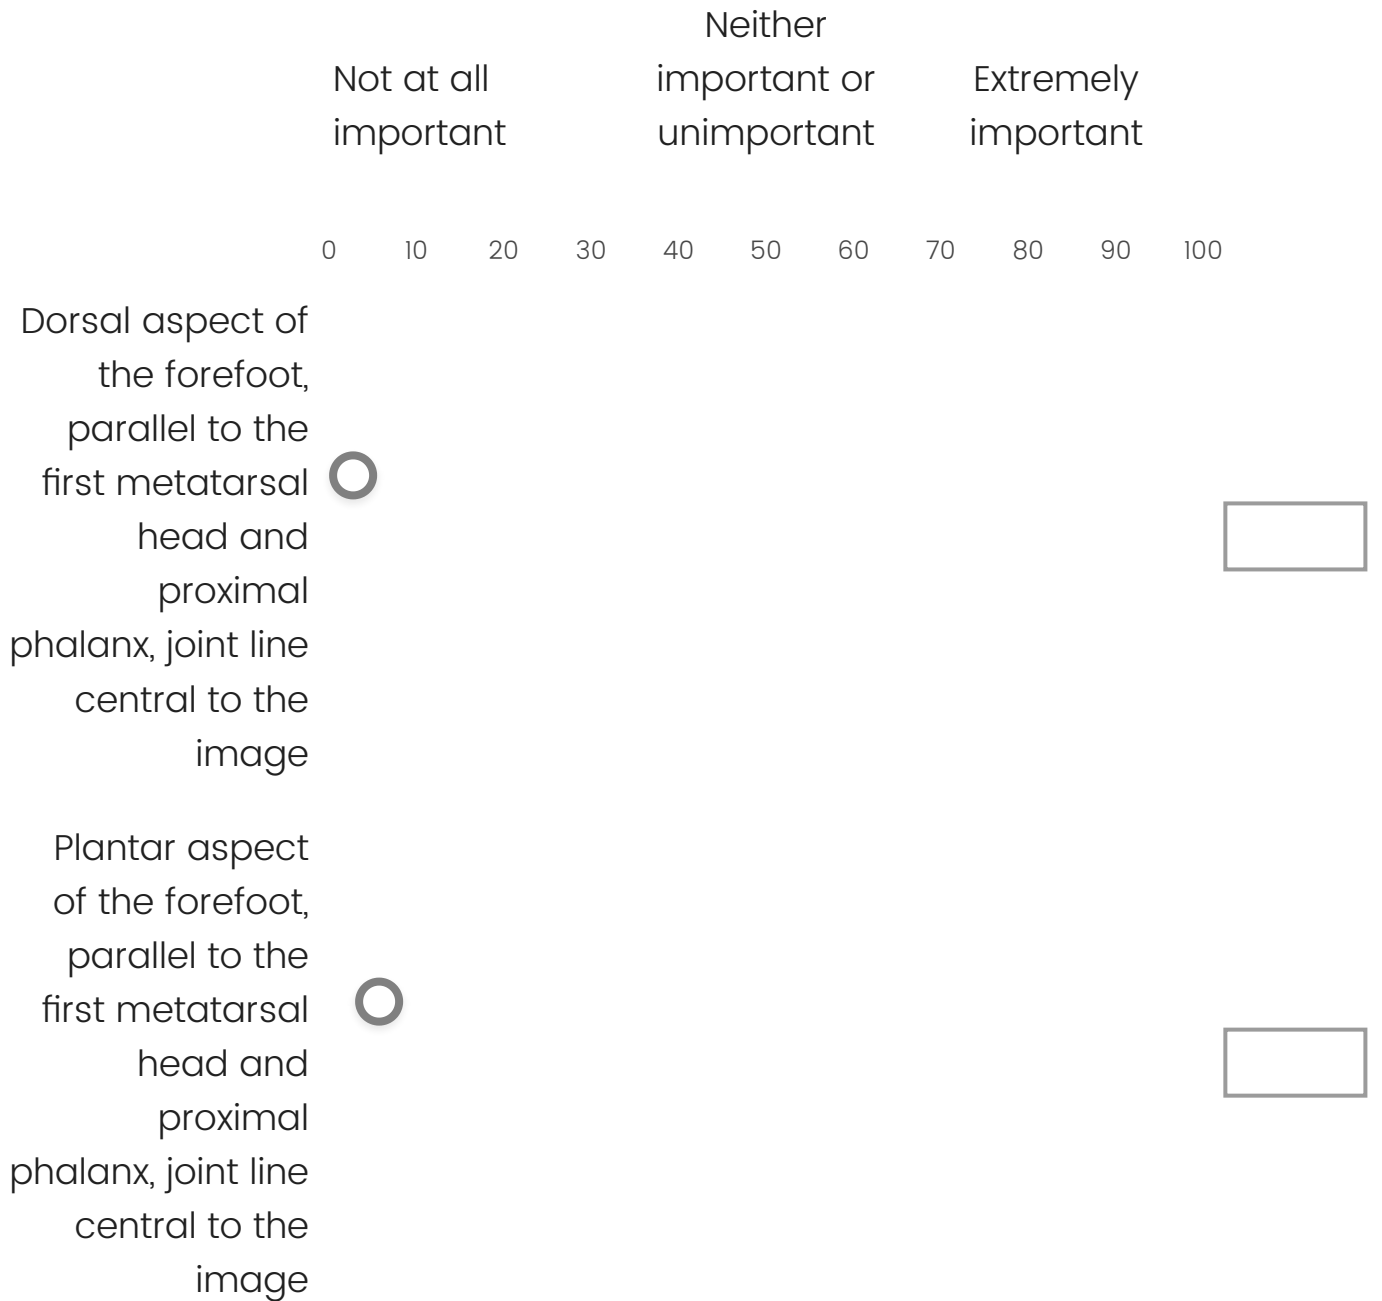 Neither
Not at all important or Extremely
important unimportant important
0 10 20 30 40 50 60 70 80 90 100
Dorsal aspect of
the forefoot,
parallel to the
first metatarsal
head and
proximal
phalanx, joint line
central to the
image
Plantar aspect
of the forefoot,
parallel to the
first metatarsal
head and
proximal
phalanx, joint line
central to the
image